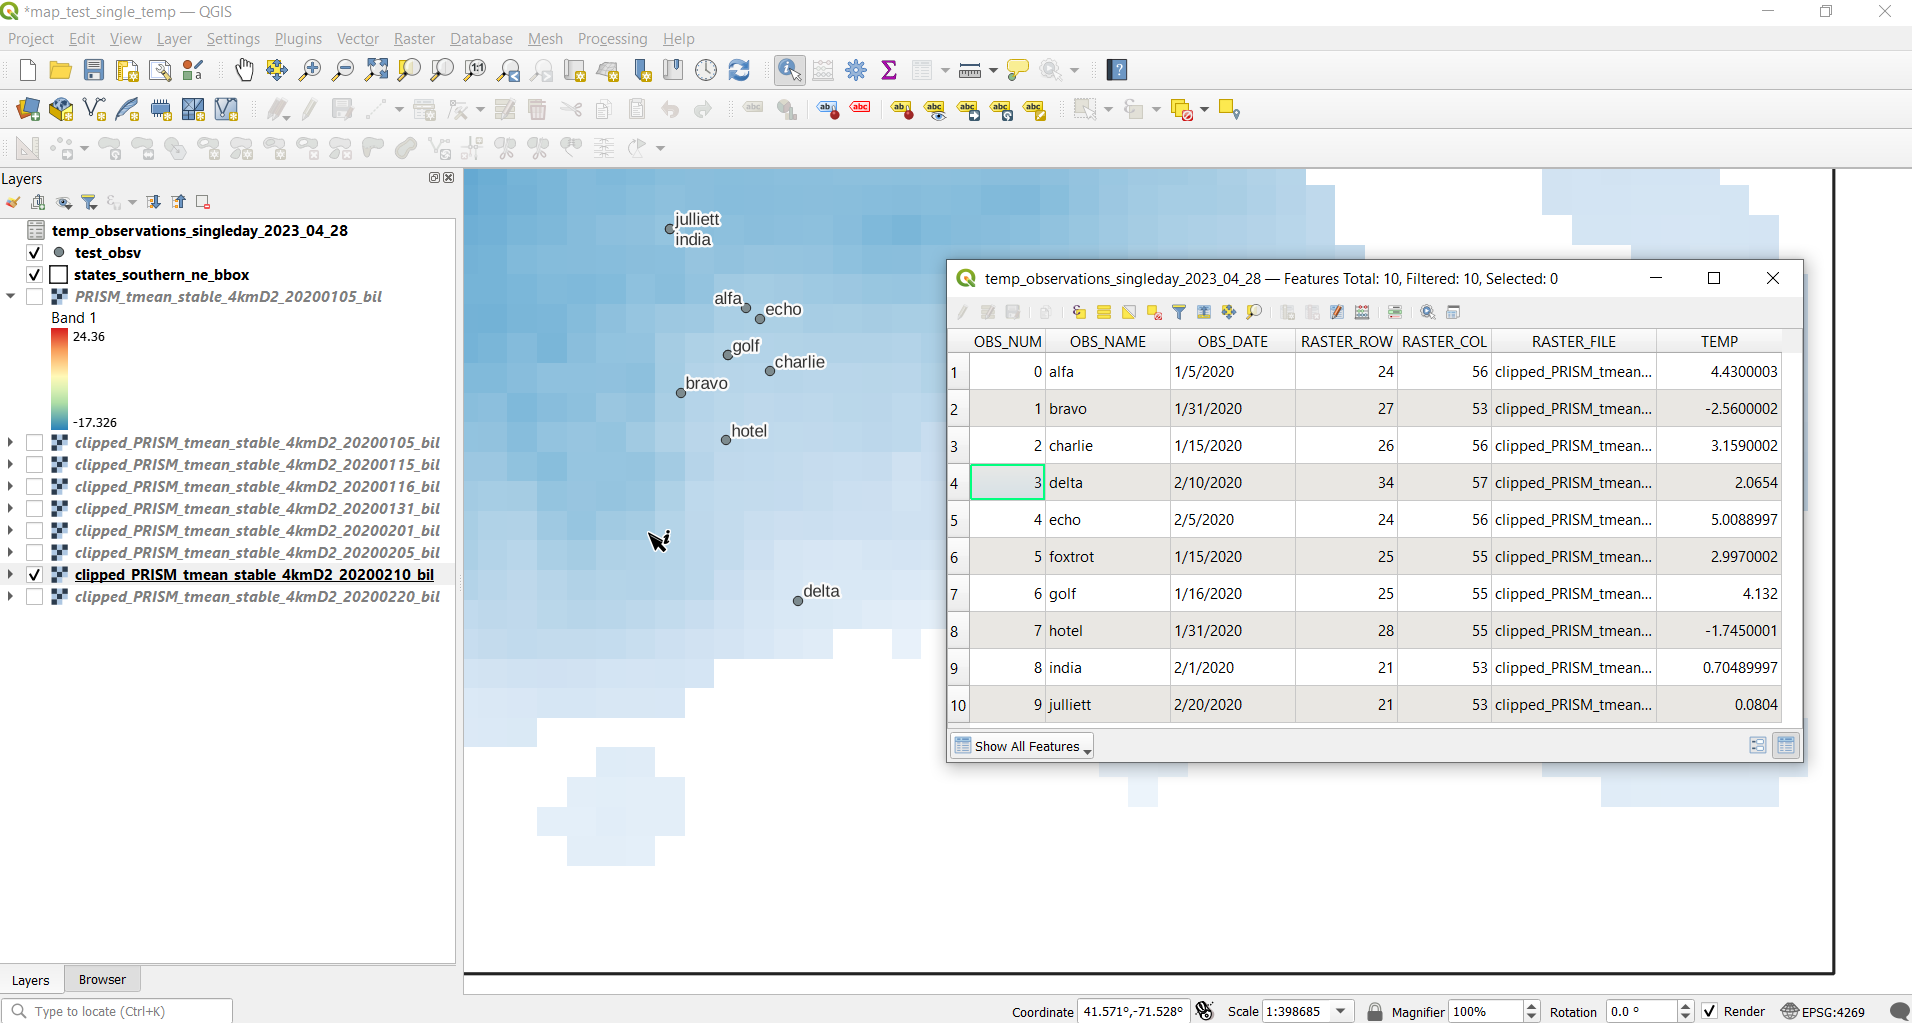 *map_test_single_temp — QGIS
Project Edit View Layer Settings Plugins Vector Raster Database Mesh Processing Help
Layers
temp_observations_singleday_2023_04_28
test_obsv
states_southern_ne_bbox
PRISM_tmean_stable_4kmD2_20200105_bil
Band 1
24.36
-17.326
clipped_PRISM_tmean_stable_4kmD2_20200105_bil
clipped_PRISM_tmean_stable_4kmD2_20200115_bil
clipped_PRISM_tmean_stable_4kmD2_20200116_bil
clipped_PRISM_tmean_stable_4kmD2_20200131_bil
clipped_PRISM_tmean_stable_4kmD2_20200201_bil
clipped_PRISM_tmean_stable_4kmD2_20200205_bil
clipped_PRISM_tmean_stable_4kmD2_20200210_bil
clipped_PRISM_tmean_stable_4kmD2_20200220_bil
julliett
india
alfa
echo
golf
charlie
bravo
hotel
delta
temp_observations_singleday_2023_04_28 — Features Total: 10, Filtered: 10, Selected: 0
OBS_NUM OBS_NAME OBS_DATE RASTER_ROW RASTER_COL RASTER_FILE TEMP
1 0 alfa 1/5/2020 24 56 clipped_PRISM_tmean... 4.4300003
2 1 bravo 1/31/2020 27 53 clipped_PRISM_tmean... -2.5600002
3 2 charlie 1/15/2020 26 56 clipped_PRISM_tmean... 3.1590002
4 3 delta 2/10/2020 34 57 clipped_PRISM_tmean... 2.0654
5 4 echo 2/5/2020 24 56 clipped_PRISM_tmean... 5.0088997
6 5 foxtrot 1/15/2020 25 55 clipped_PRISM_tmean... 2.9970002
7 6 golf 1/16/2020 25 55 clipped_PRISM_tmean... 4.132
8 7 hotel 1/31/2020 28 55 clipped_PRISM_tmean... -1.7450001
9 8 india 2/1/2020 21 53 clipped_PRISM_tmean... 0.70489997
10 9 julliett 2/20/2020 21 53 clipped_PRISM_tmean... 0.0804
Show All Features
Layers Browser
Type to locate (Ctrl+K)
Coordinate 41.571°,-71.528° Scale 1:398685 Magnifier 100% Rotation 0.0 ° Render EPSG:4269